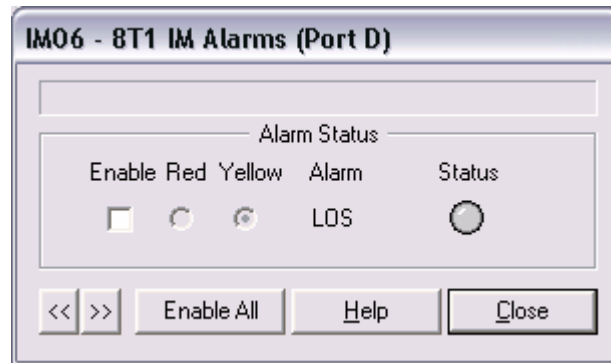 IM06 - 8T1 IM Alarms (Port D)
Alarm Status
Enable Red Yellow Alarm Status
LOS
<< >> Enable All Help Close